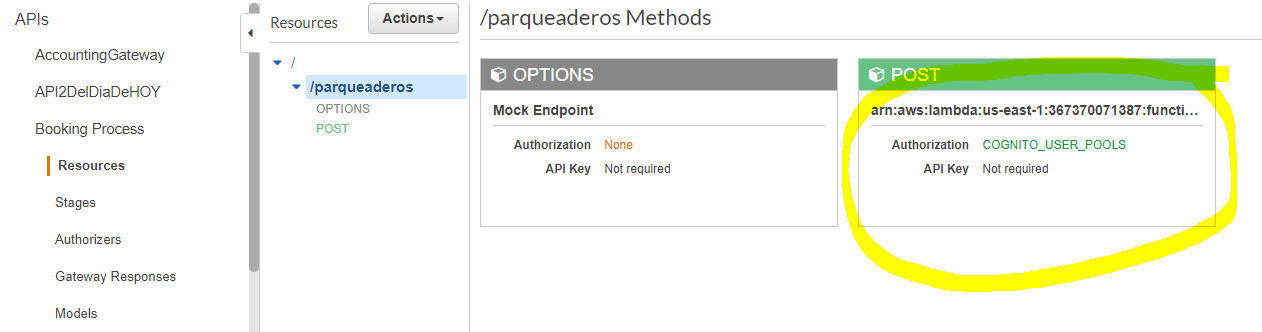 APIs
AccountingGateway
API2DelDiaDeHOY
Booking Process
Resources
Stages
Authorizers
Gateway Responses
Models
Resources
Actions
/
/parqueaderos
OPTIONS
POST
/parqueaderos Methods
OPTIONS
Mock Endpoint
Authorization None
API Key Not required
POST
arn:aws:lambda:us-east-1:367370071387:functi...
Authorization COGNITO_USER_POOLS
API Key Not required